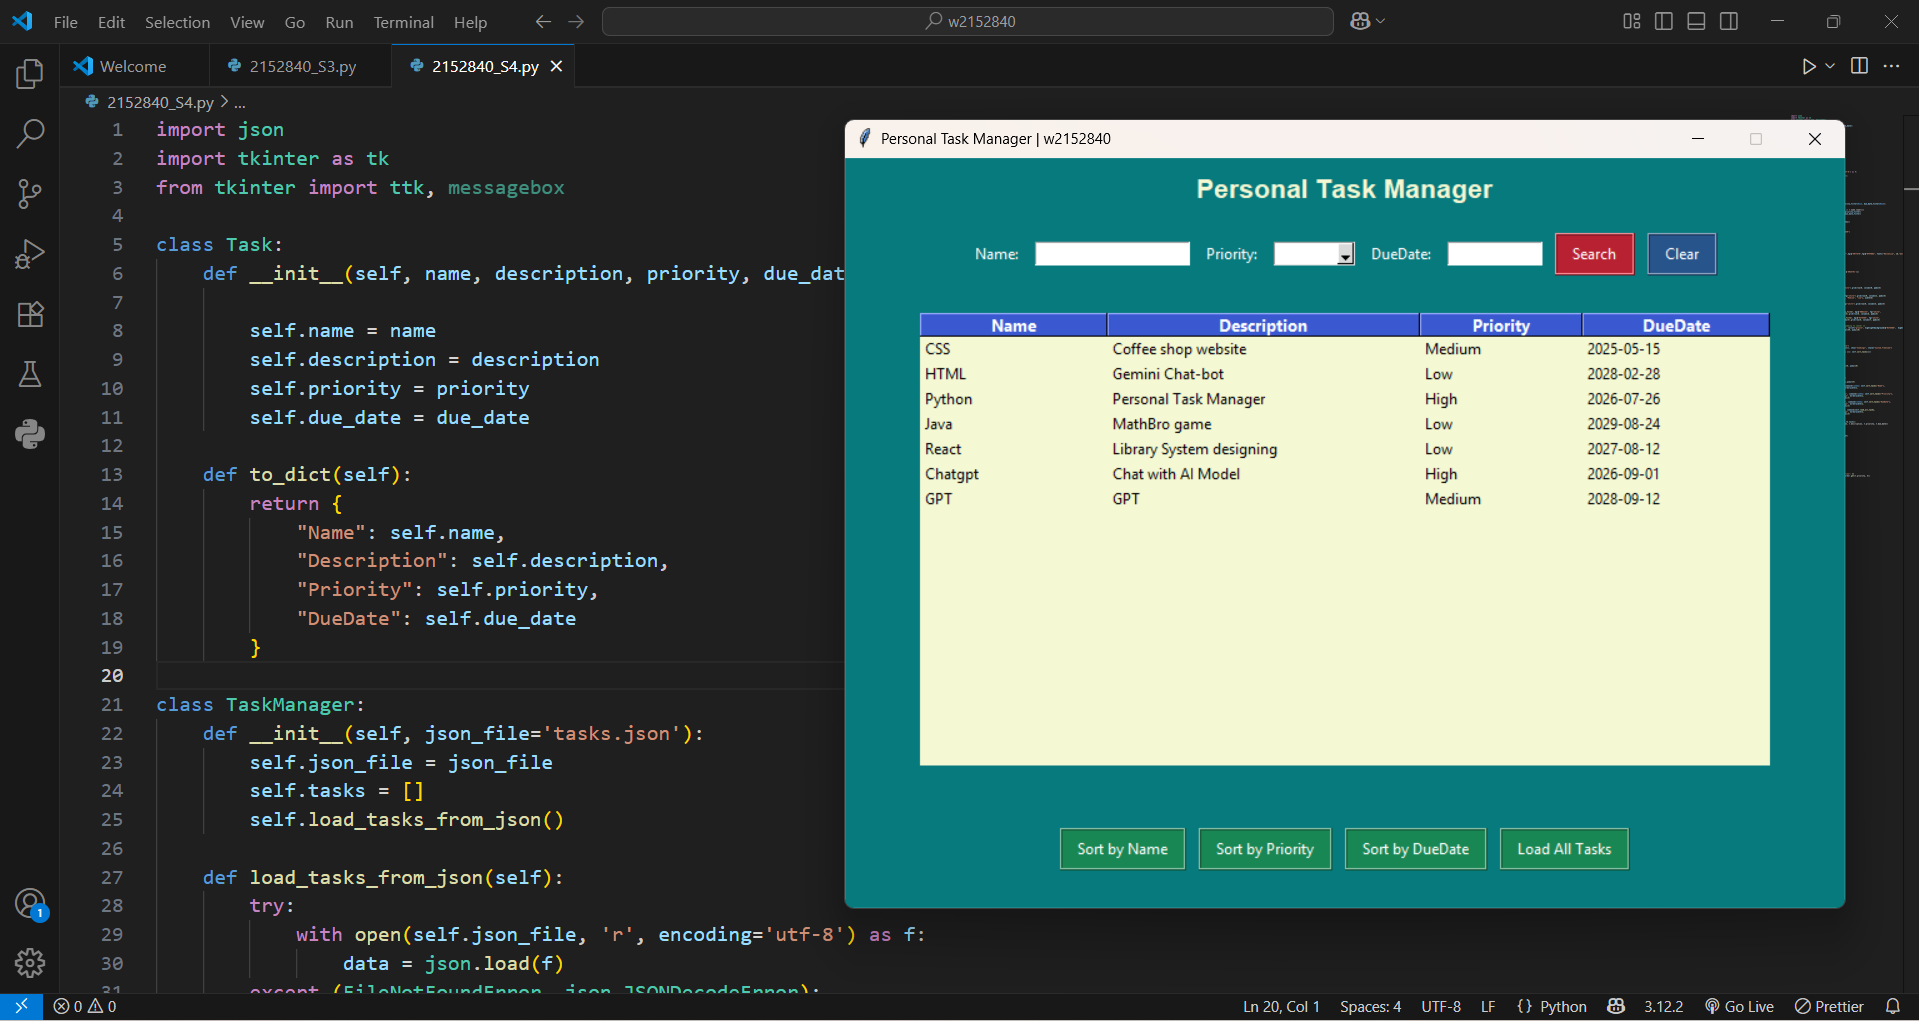 File Edit Selection View Go Run Terminal Help
w2152840
Welcome
2152840_S3.py
2152840_S4.py
2152840_S4.py > ...
1 import json
2 import tkinter as tk
3 from tkinter import ttk, messagebox
4
5 class Task:
6 def __init__(self, name, description, priority, due_dat
7
8 self.name = name
9 self.description = description
10 self.priority = priority
11 self.due_date = due_date
12
13 def to_dict(self):
14 return {
15 "Name": self.name,
16 "Description": self.description,
17 "Priority": self.priority,
18 "DueDate": self.due_date
19 }
20
21 class TaskManager:
22 def __init__(self, json_file='tasks.json'):
23 self.json_file = json_file
24 self.tasks = []
25 self.load_tasks_from_json()
26
27 def load_tasks_from_json(self):
28 try:
29 with open(self.json_file, 'r', encoding='utf-8') as f:
30 data = json.load(f)
31 except (FileNotFoundError, json.JSONDecodeError):
Personal Task Manager | w2152840
Personal Task Manager
Name: Priority: DueDate: Search Clear
Name Description Priority DueDate
CSS Coffee shop website Medium 2025-05-15
HTML Gemini Chat-bot Low 2028-02-28
Python Personal Task Manager High 2026-07-26
Java MathBro game Low 2029-08-24
React Library System designing Low 2027-08-12
Chatgpt Chat with AI Model High 2026-09-01
GPT GPT Medium 2028-09-12
Sort by Name Sort by Priority Sort by DueDate Load All Tasks
1
0 0
Ln 20, Col 1 Spaces: 4 UTF-8 LF {} Python 3.12.2 Go Live Prettier